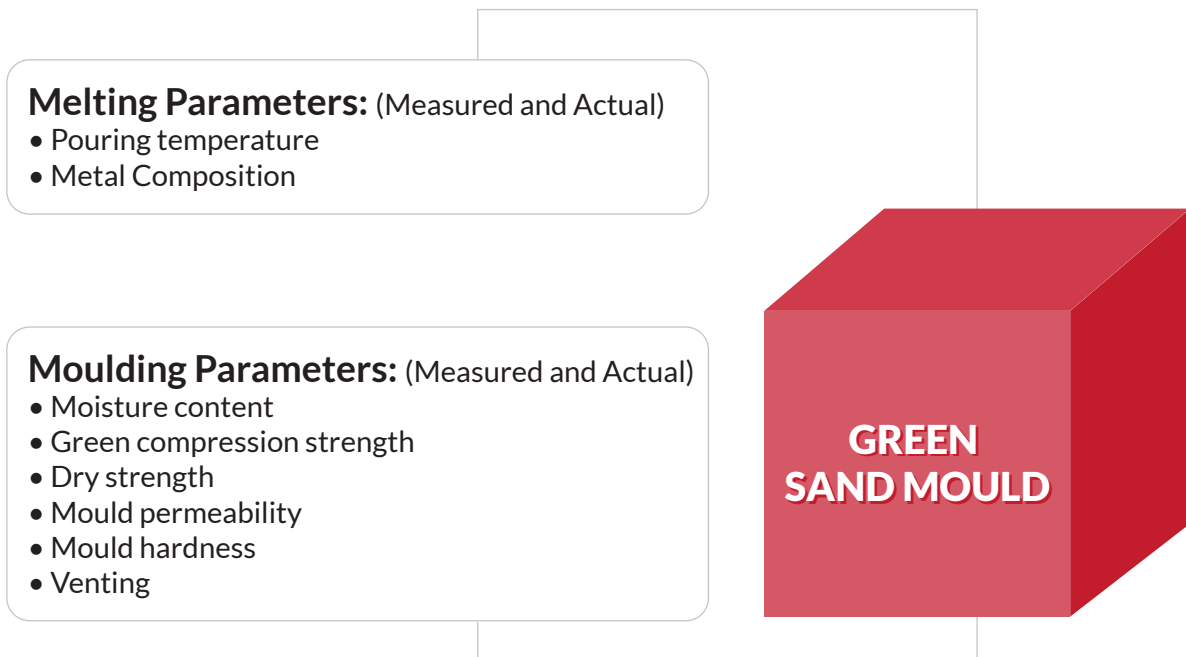 Melting Parameters: (Measured and Actual)
• Pouring temperature
• Metal Composition
Moulding Parameters: (Measured and Actual)
• Moisture content
• Green compression strength
• Dry strength
• Mould permeability
• Mould hardness
• Venting
GREEN
SAND MOULD